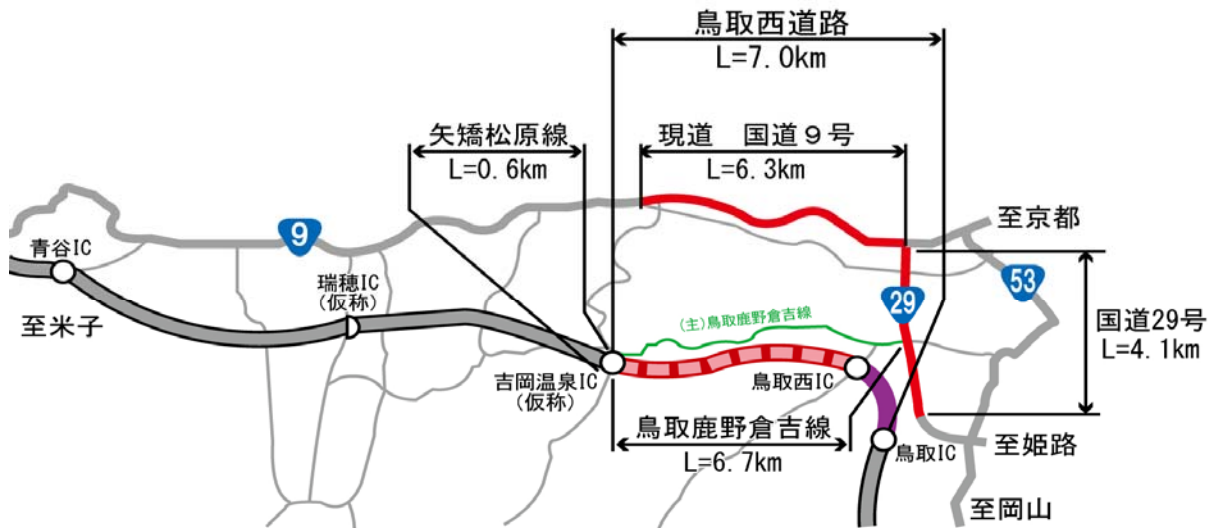 鳥取西道路
L=7.0km
矢矯松原線
L=0.6km
現道 国道9号
L=6.3km
至京都
9
青谷IC
53
瑞穂IC
(仮称)
29
至米子
(主)鳥取鹿野倉吉線
国道29号
L=4.1km
吉岡温泉IC
(仮称)
鳥取西IC
鳥取鹿野倉吉線
L=6.7km
鳥取IC
至姫路
至岡山